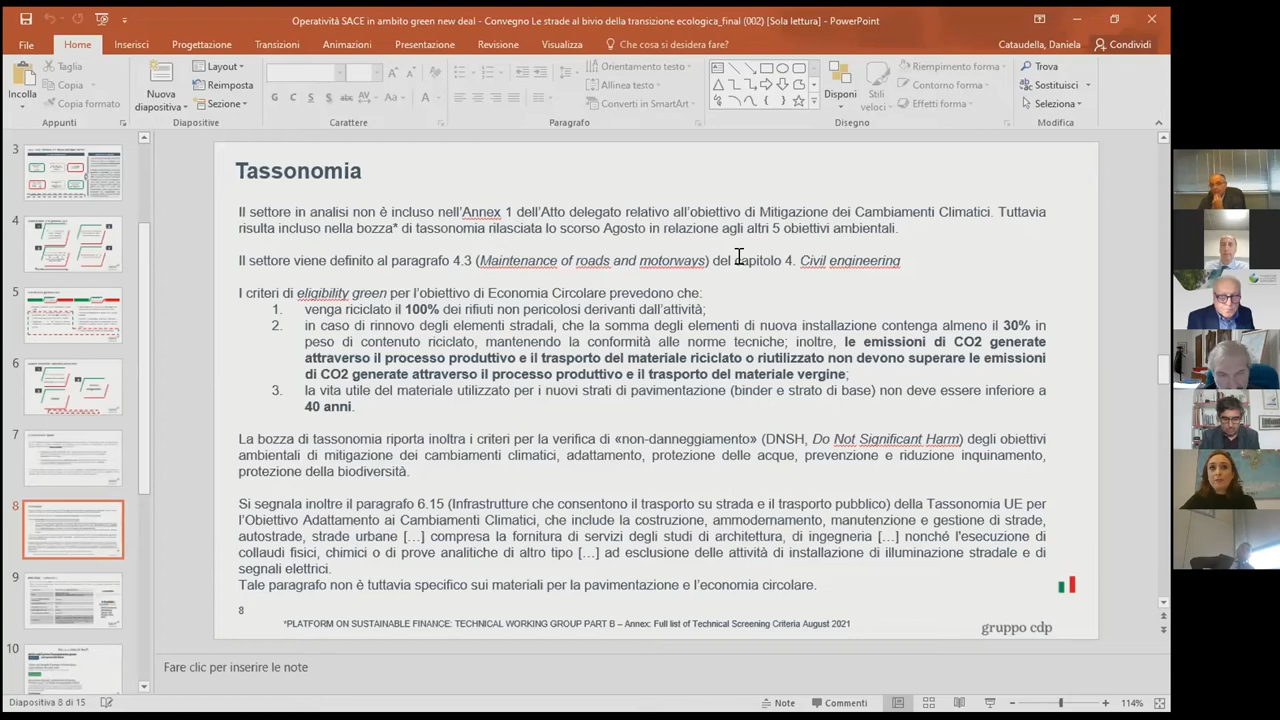 Operatività SACE in ambito green new deal - Convegno Le strade al bivio della transizione ecologica_final (002) [Sola lettura] - PowerPoint
File Home Inserisci Progettazione Transizioni Animazioni Presentazione Revisione Visualizza Che cosa si desidera fare? Cataudella, Daniela Condividi
Incolla
Taglia
Copia
Copia formato
Appunti
Nuova
diapositiva
Layout
Reimposta
Sezione
Diapositive
G C S S abc AV Aa A
Carattere
Orientamento testo
Allinea testo
Converti in SmartArt
Paragrafo
Disponi
Stili
veloci
Riempimento forma
Contorno forma
Effetti forma
Disegno
Trova
Sostituisci
Seleziona
Modifica
3
4
5
6
7
8
9
10
Tassonomia
Il settore in analisi non è incluso nell'Annex 1 dell'Atto delegato relativo all'obiettivo di Mitigazione dei Cambiamenti Climatici. Tuttavia
risulta incluso nella bozza* di tassonomia rilasciata lo scorso Agosto in relazione agli altri 5 obiettivi ambientali.
Il settore viene definito al paragrafo 4.3 (Maintenance of roads and motorways) del capitolo 4. Civil engineering
I criteri di eligibility green per l'obiettivo di Economia Circolare prevedono che:
1. venga riciclato il 100% dei rifiuti non pericolosi derivanti dall'attività;
2. in caso di rinnovo degli elementi stradali, che la somma degli elementi di nuova installazione contenga almeno il 30% in
peso di contenuto riciclato, mantenendo la conformità alle norme tecniche; inoltre, le emissioni di CO2 generate
attraverso il processo produttivo e il trasporto del materiale riciclato o riutilizzato non devono superare le emissioni
di CO2 generate attraverso il processo produttivo e il trasporto del materiale vergine;
3. la vita utile del materiale utilizzato per i nuovi strati di pavimentazione (binder e strato di base) non deve essere inferiore a
40 anni.
La bozza di tassonomia riporta inoltra i criteri per la verifica di «non-danneggiamento» (DNSH, Do Not Significant Harm) degli obiettivi
ambientali di mitigazione dei cambiamenti climatici, adattamento, protezione delle acque, prevenzione e riduzione inquinamento,
protezione della biodiversità.
Si segnala inoltre il paragrafo 6.15 (Infrastrutture che consentono il trasporto su strada e il trasporto pubblico) della Tassonomia UE per
l'Obiettivo Adattamento ai Cambiamenti Climatici, che include la costruzione, ammodernamento, manutenzione e gestione di strade,
autostrade, strade urbane [...] compresa la fornitura di servizi degli studi di architettura, di ingegneria [...] nonché l'esecuzione di
collaudi fisici, chimici o di prove analitiche di altro tipo [...] ad esclusione delle attività di installazione di illuminazione stradale e di
segnali elettrici.
Tale paragrafo non è tuttavia specifico sui materiali per la pavimentazione e l'economia circolare.
8
*PLATFORM ON SUSTAINABLE FINANCE: TECHNICAL WORKING GROUP PART B – Annex: Full list of Technical Screening Criteria August 2021
gruppo cdp
Fare clic per inserire le note
Diapositiva 8 di 15 Note Commenti 114%